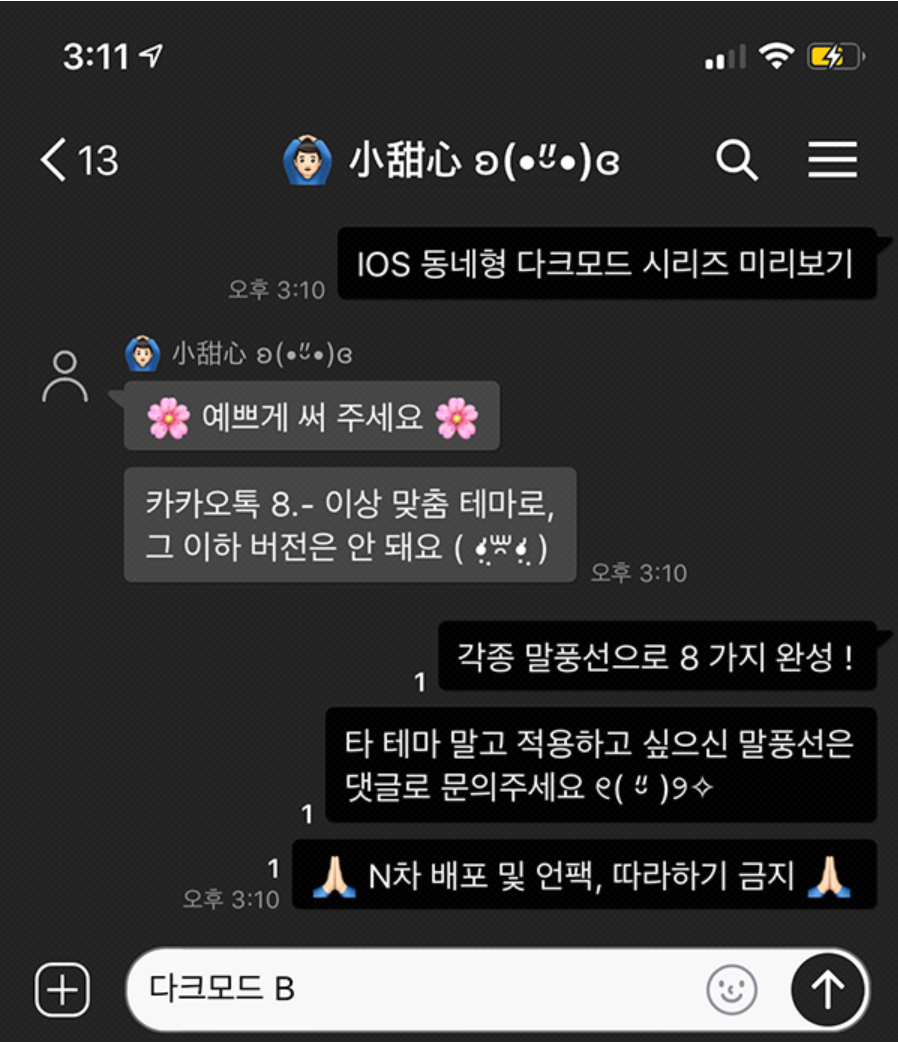 3:11
13
🙆🏻‍♂️ 小甜心 ʚ(•ʺ̮•)ɞ
IOS 동네형 다크모드 시리즈 미리보기
오후 3:10
🙆🏻‍♂️ 小甜心 ʚ(•ʺ̮•)ɞ
🌸 예쁘게 써 주세요 🌸
카카오톡 8.- 이상 맞춤 테마로,
그 이하 버전은 안 돼요
오후 3:10
각종 말풍선으로 8 가지 완성 !
1
타 테마 말고 적용하고 싶으신 말풍선은
댓글로 문의주세요 ୧( ʺ̮ )୨✧
1
🙏🏻 N차 배포 및 언팩, 따라하기 금지 🙏🏻
1
오후 3:10
다크모드 B